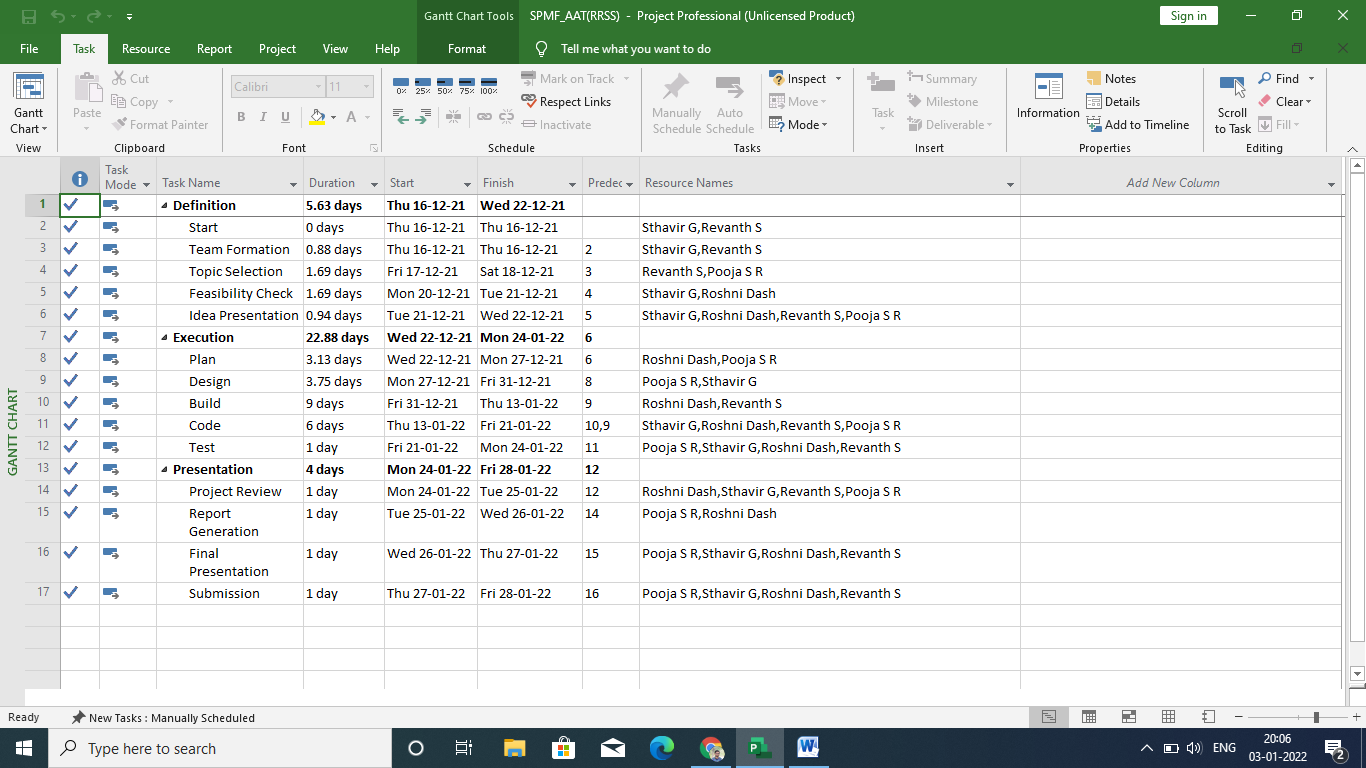 Gantt Chart Tools SPMF_AAT(RRSS) - Project Professional (Unlicensed Product) Sign in
File Task Resource Report Project View Help Format Tell me what you want to do
Gantt Chart
View
Paste Cut
Copy
Format Painter
Clipboard
Calibri 11
B I U A
Font
0% 25% 50% 75% 100%
Mark on Track
Respect Links
Inactivate
Schedule
Manually Schedule
Auto Schedule
Inspect
Move
Mode
Tasks
Task
Summary
Milestone
Deliverable
Insert
Information
Notes
Details
Add to Timeline
Properties
Scroll to Task
Find
Clear
Fill
Editing
GANTT CHART
Task Mode Task Name Duration Start Finish Predec Resource Names Add New Column
1 Definition 5.63 days Thu 16-12-21 Wed 22-12-21
2 Start 0 days Thu 16-12-21 Thu 16-12-21 Sthavir G,Revanth S
3 Team Formation 0.88 days Thu 16-12-21 Thu 16-12-21 2 Sthavir G,Revanth S
4 Topic Selection 1.69 days Fri 17-12-21 Sat 18-12-21 3 Revanth S,Pooja S R
5 Feasibility Check 1.69 days Mon 20-12-21 Tue 21-12-21 4 Sthavir G,Roshni Dash
6 Idea Presentation 0.94 days Tue 21-12-21 Wed 22-12-21 5 Sthavir G,Roshni Dash,Revanth S,Pooja S R
7 Execution 22.88 days Wed 22-12-21 Mon 24-01-22 6
8 Plan 3.13 days Wed 22-12-21 Mon 27-12-21 6 Roshni Dash,Pooja S R
9 Design 3.75 days Mon 27-12-21 Fri 31-12-21 8 Pooja S R,Sthavir G
10 Build 9 days Fri 31-12-21 Thu 13-01-22 9 Roshni Dash,Revanth S
11 Code 6 days Thu 13-01-22 Fri 21-01-22 10,9 Sthavir G,Roshni Dash,Revanth S,Pooja S R
12 Test 1 day Fri 21-01-22 Mon 24-01-22 11 Pooja S R,Sthavir G,Roshni Dash,Revanth S
13 Presentation 4 days Mon 24-01-22 Fri 28-01-22 12
14 Project Review 1 day Mon 24-01-22 Tue 25-01-22 12 Roshni Dash,Sthavir G,Revanth S,Pooja S R
15 Report Generation 1 day Tue 25-01-22 Wed 26-01-22 14 Pooja S R,Roshni Dash
16 Final Presentation 1 day Wed 26-01-22 Thu 27-01-22 15 Pooja S R,Sthavir G,Roshni Dash,Revanth S
17 Submission 1 day Thu 27-01-22 Fri 28-01-22 16 Pooja S R,Sthavir G,Roshni Dash,Revanth S
Ready New Tasks : Manually Scheduled
Type here to search ENG 20:06
03-01-2022 2